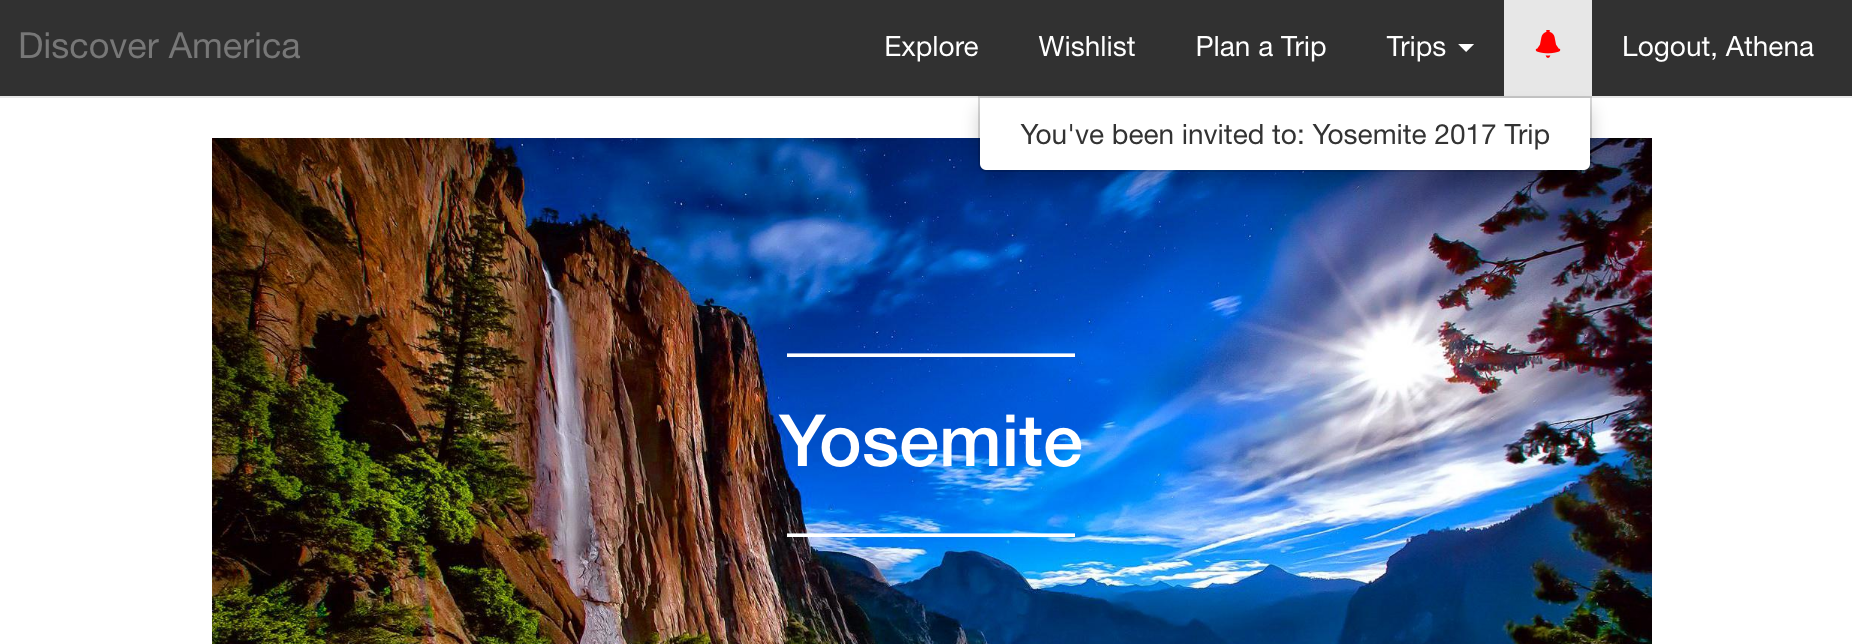 Discover America
Explore
Wishlist
Plan a Trip
Trips
Logout, Athena
You've been invited to: Yosemite 2017 Trip
Yosemite